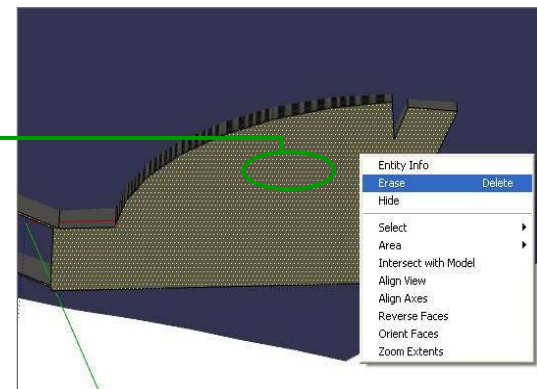 Entity Info
Erase Delete
Hide
Select
Area
Intersect with Model
Align View
Align Axes
Reverse Faces
Orient Faces
Zoom Extents